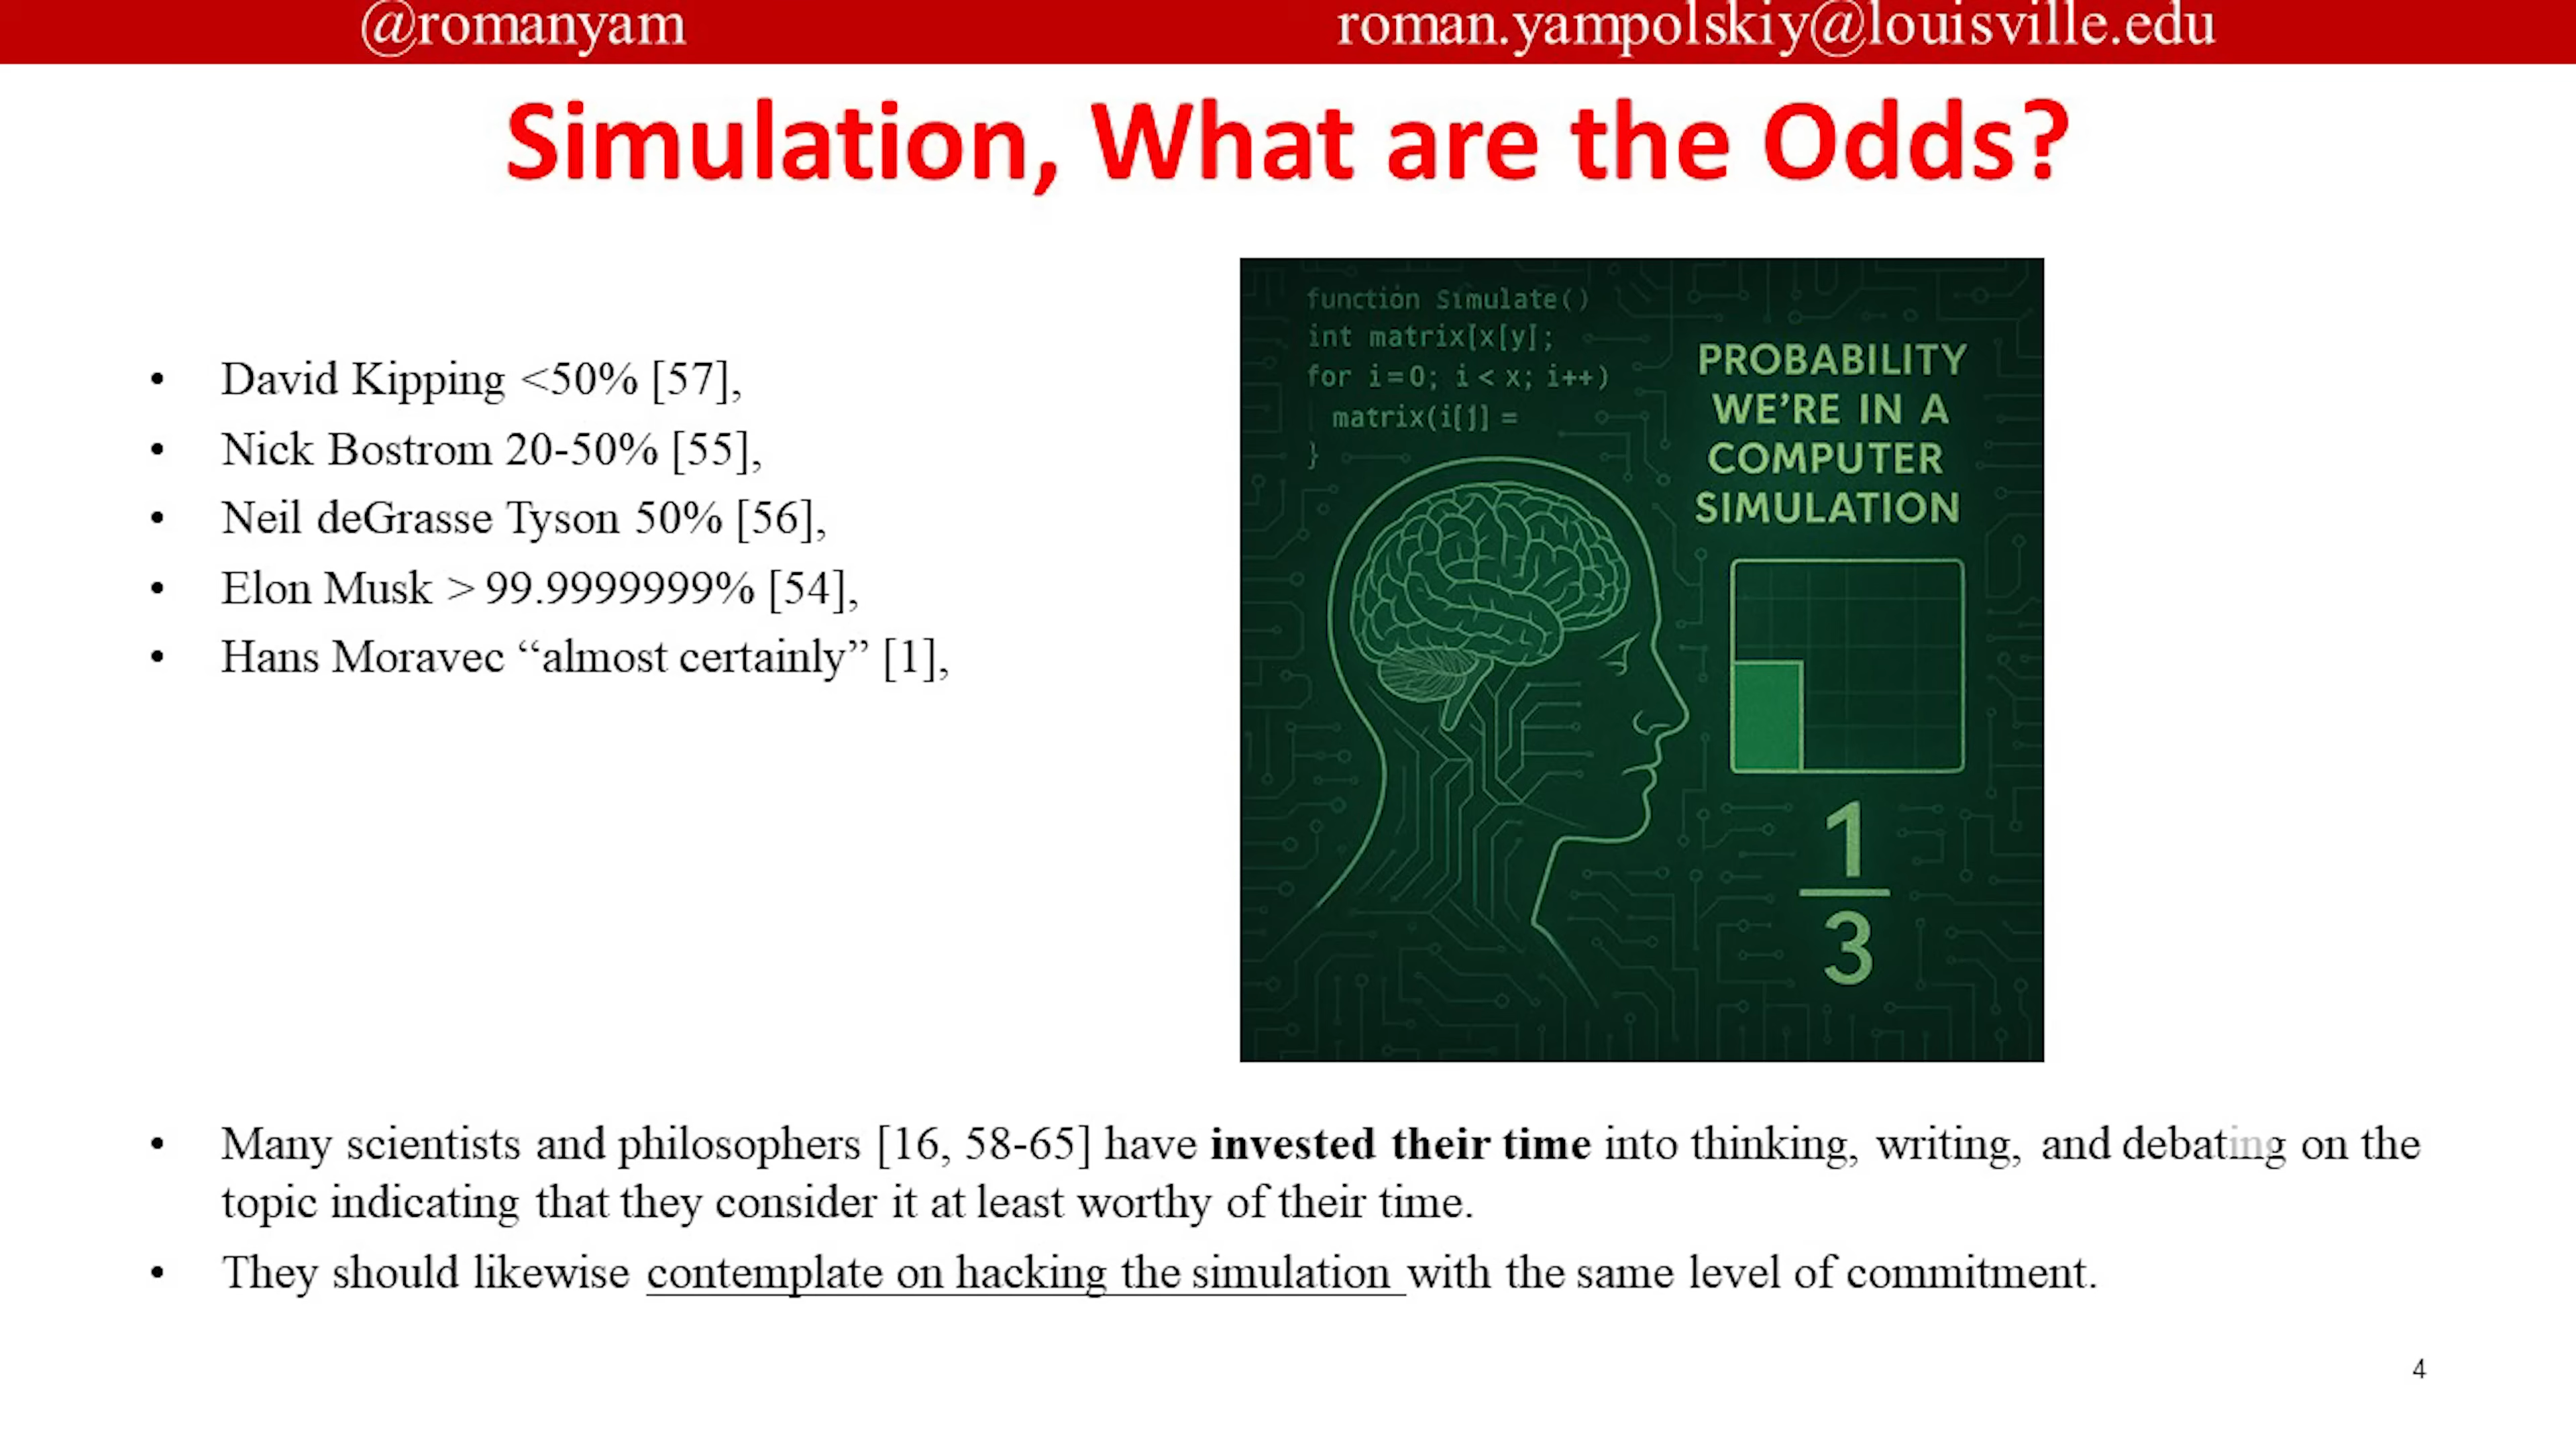 @romanyam
roman.yampolskiy@louisville.edu
Simulation, What are the Odds?
• David Kipping <50% [57],
• Nick Bostrom 20-50% [55],
• Neil deGrasse Tyson 50% [56],
• Elon Musk > 99.9999999% [54],
• Hans Moravec “almost certainly” [1],
function Simulate()
int matrix[x[y];
for i=0; i < x; i++)
matrix(i[j] =
}
PROBABILITY
WE’RE IN A
COMPUTER
SIMULATION
1
3
• Many scientists and philosophers [16, 58-65] have invested their time into thinking, writing, and debating on the
topic indicating that they consider it at least worthy of their time.
• They should likewise contemplate on hacking the simulation with the same level of commitment.
4